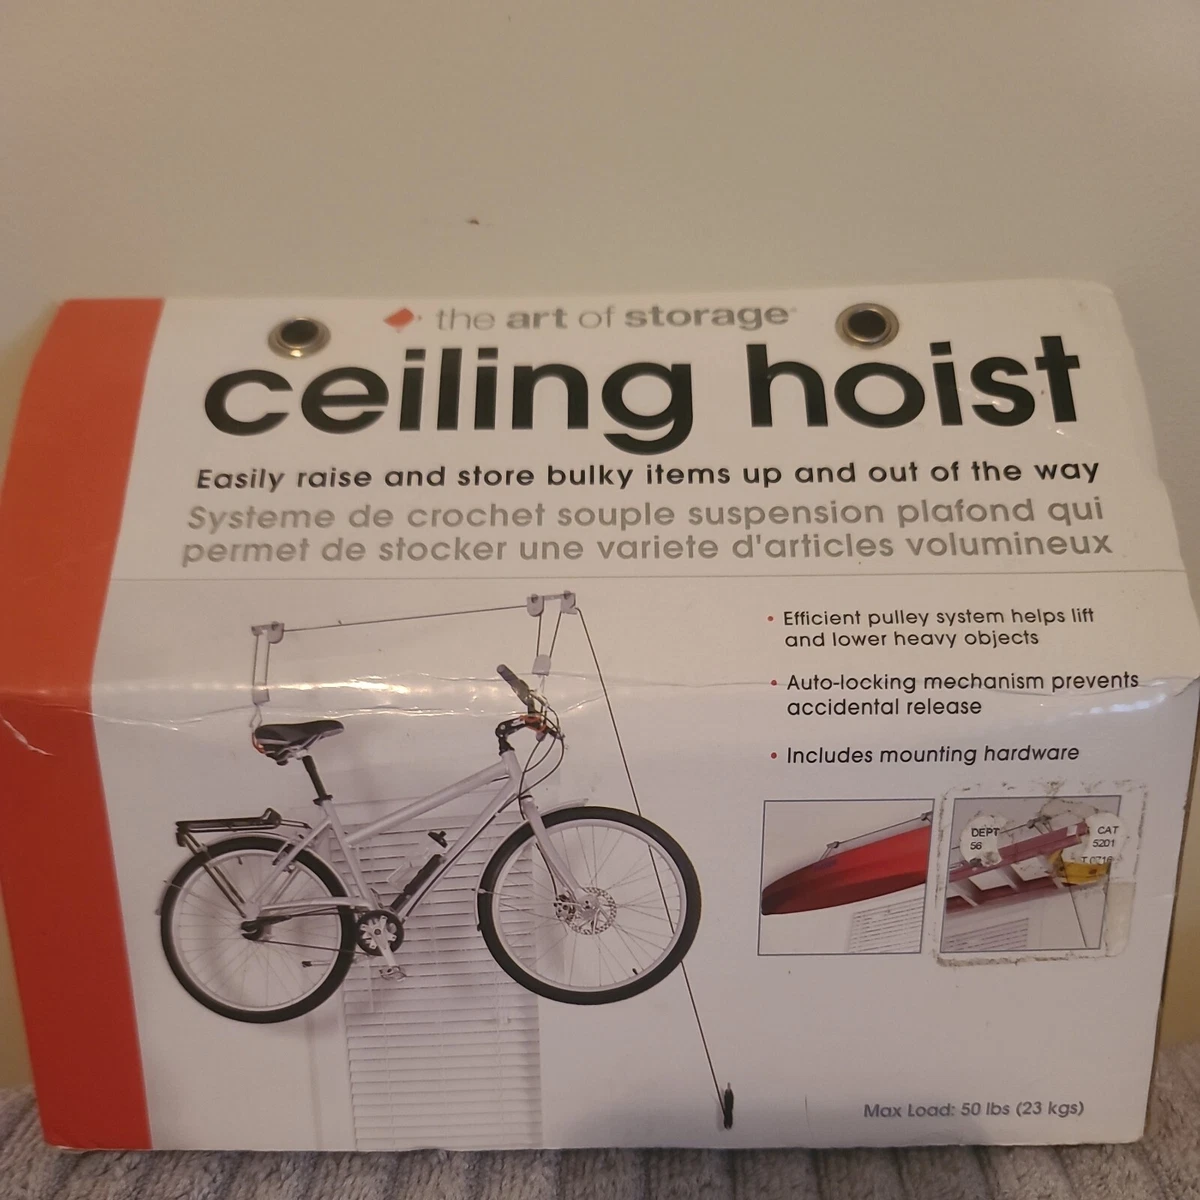 the art of storage
ceiling hoist
Easily raise and store bulky items up and out of the way
Systeme de crochet souple suspension plafond qui
permet de stocker une variete d'articles volumineux
• Efficient pulley system helps lift
and lower heavy objects
• Auto-locking mechanism prevents
accidental release
• Includes mounting hardware
DEPT
56
CAT
5201
Max Load: 50 lbs (23 kgs)